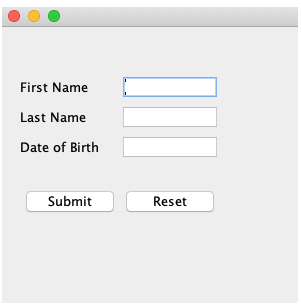 First Name
Last Name
Date of Birth
Submit Reset